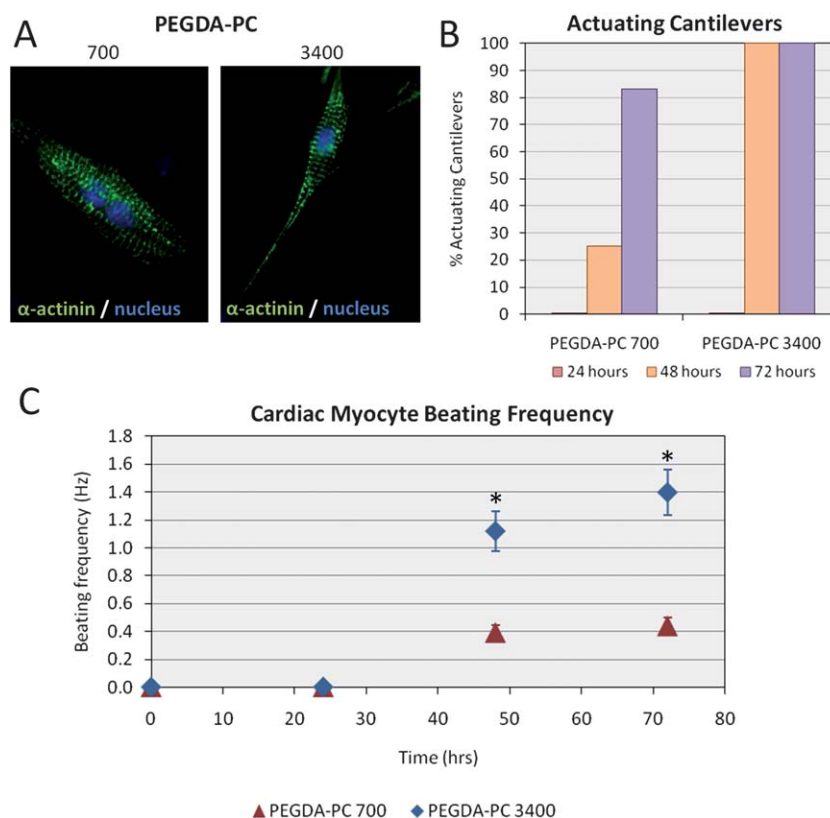 A
PEGDA-PC
700
3400
α-actinin / nucleus
α-actinin / nucleus
B
Actuating Cantilevers
% Actuating Cantilevers
100
90
80
70
60
50
40
30
20
10
0
PEGDA-PC 700
PEGDA-PC 3400
24 hours
48 hours
72 hours
C
Cardiac Myocyte Beating Frequency
Beating frequency (Hz)
1.8
1.6
1.4
1.2
1.0
0.8
0.6
0.4
0.2
0.0
*
*
0 10 20 30 40 50 60 70 80
Time (hrs)
PEGDA-PC 700
PEGDA-PC 3400